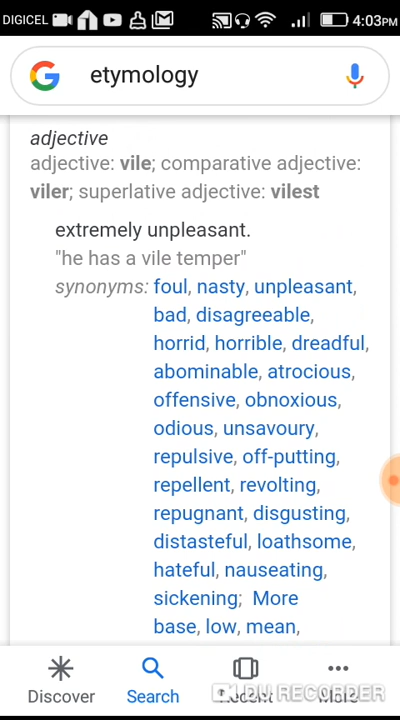 DIGICEL 4:03PM
etymology
adjective
adjective: vile; comparative adjective:
viler; superlative adjective: vilest
extremely unpleasant.
"he has a vile temper"
synonyms: foul, nasty, unpleasant,
bad, disagreeable,
horrid, horrible, dreadful,
abominable, atrocious,
offensive, obnoxious,
odious, unsavoury,
repulsive, off-putting,
repellent, revolting,
repugnant, disgusting,
distasteful, loathsome,
hateful, nauseating,
sickening; More
base, low, mean,
Discover Search Recent More
DU RECORDER